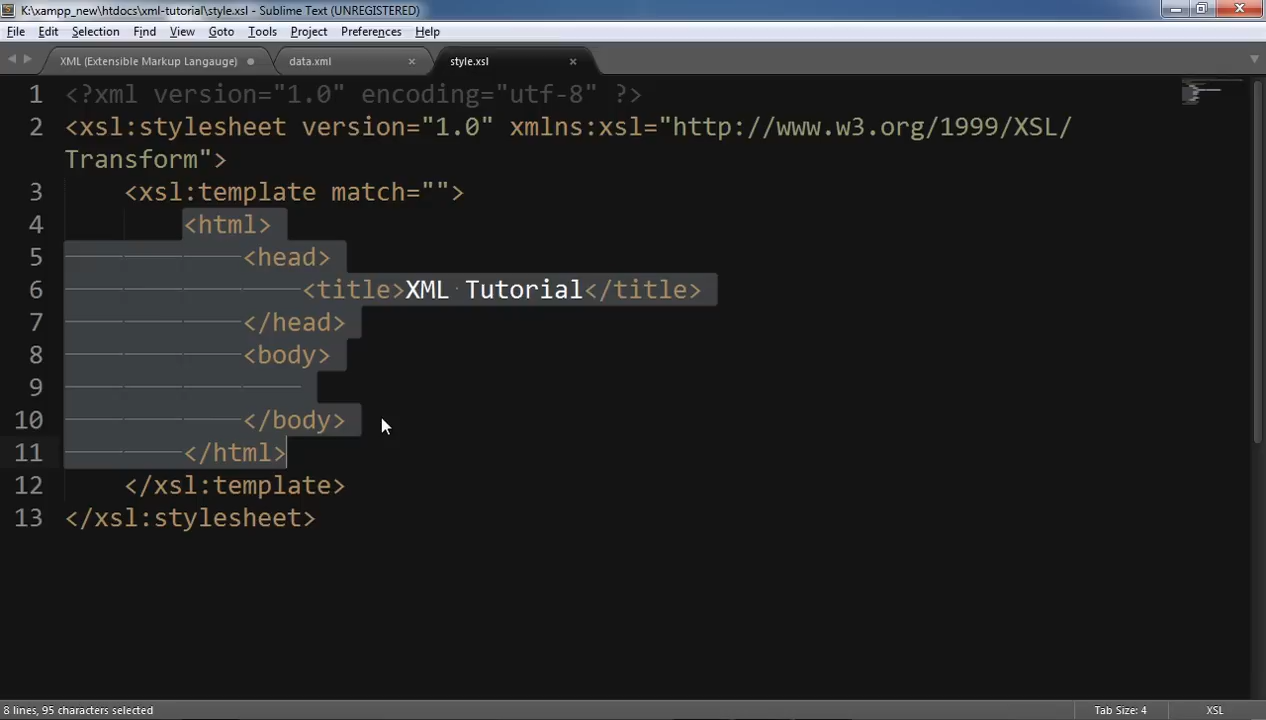 K:\xampp_new\htdocs\xml-tutorial\style.xsl - Sublime Text (UNREGISTERED)
File Edit Selection Find View Goto Tools Project Preferences Help
XML (Extensible Markup Langauge) data.xml style.xsl
1 <?xml version="1.0" encoding="utf-8" ?>
2 <xsl:stylesheet version="1.0" xmlns:xsl="http://www.w3.org/1999/XSL/
Transform">
3 <xsl:template match="">
4 <html>
5 <head>
6 <title>XML Tutorial</title>
7 </head>
8 <body>
9
10 </body>
11 </html>
12 </xsl:template>
13 </xsl:stylesheet>
8 lines, 95 characters selected Tab Size: 4 XSL